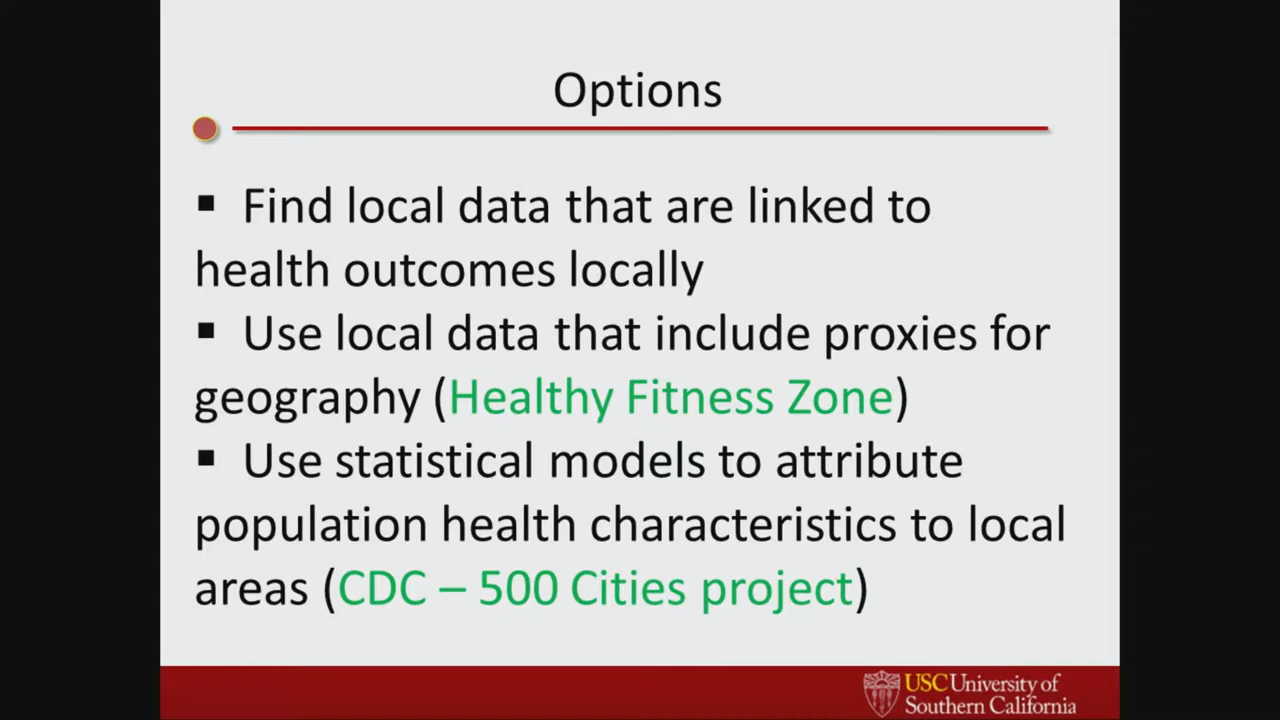 Options
▪ Find local data that are linked to
health outcomes locally
▪ Use local data that include proxies for
geography (Healthy Fitness Zone)
▪ Use statistical models to attribute
population health characteristics to local
areas (CDC – 500 Cities project)
USC University of
Southern California